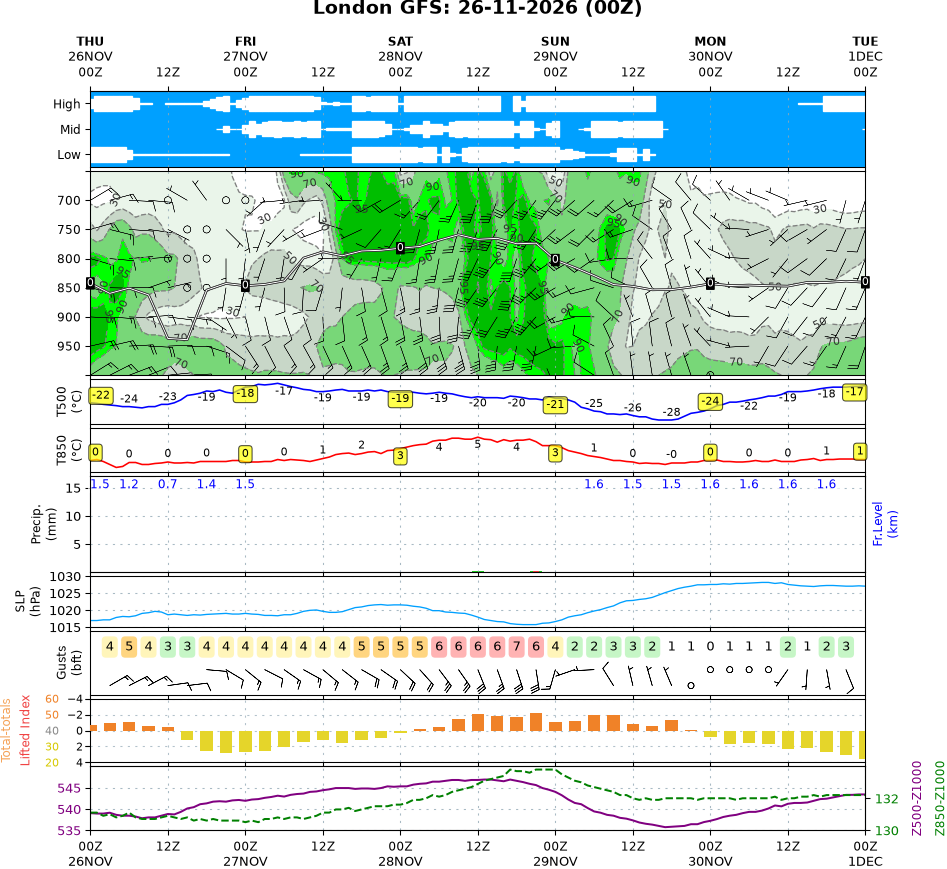 London GFS: 26-11-2026 (00Z)
THU FRI SAT SUN MON TUE
26NOV 27NOV 28NOV 29NOV 30NOV 1DEC
00Z 12Z 00Z 12Z 00Z 12Z 00Z 12Z 00Z 12Z 00Z
High
Mid
Low
700
750
800
850
900
950
0 0 0 0 0 0
T500 (°C)
-22 -24 -23 -19 -18 -17 -19 -19 -19 -19 -20 -20 -21 -25 -26 -28 -24 -22 -19 -18 -17
T850 (°C)
0 0 0 0 0 0 1 2 3 4 5 4 3 1 0 -0 0 0 0 1 1
1.5 1.2 0.7 1.4 1.5 1.6 1.5 1.5 1.6 1.6 1.6 1.6
Precip. (mm)
15
10
5
Fr.Level (km)
SLP (hPa)
1030
1025
1020
1015
Gusts (bft)
4 5 4 3 3 4 4 4 4 4 4 4 4 5 5 5 5 6 6 6 6 7 6 4 2 2 3 3 2 1 1 0 1 1 1 2 1 2 3
Total-totals
Lifted Index
60 −4
50 −2
40 0
30 2
20 4
545
540
535
132
130
Z500-Z1000
Z850-Z1000
00Z 12Z 00Z 12Z 00Z 12Z 00Z 12Z 00Z 12Z 00Z
26NOV 27NOV 28NOV 29NOV 30NOV 1DEC